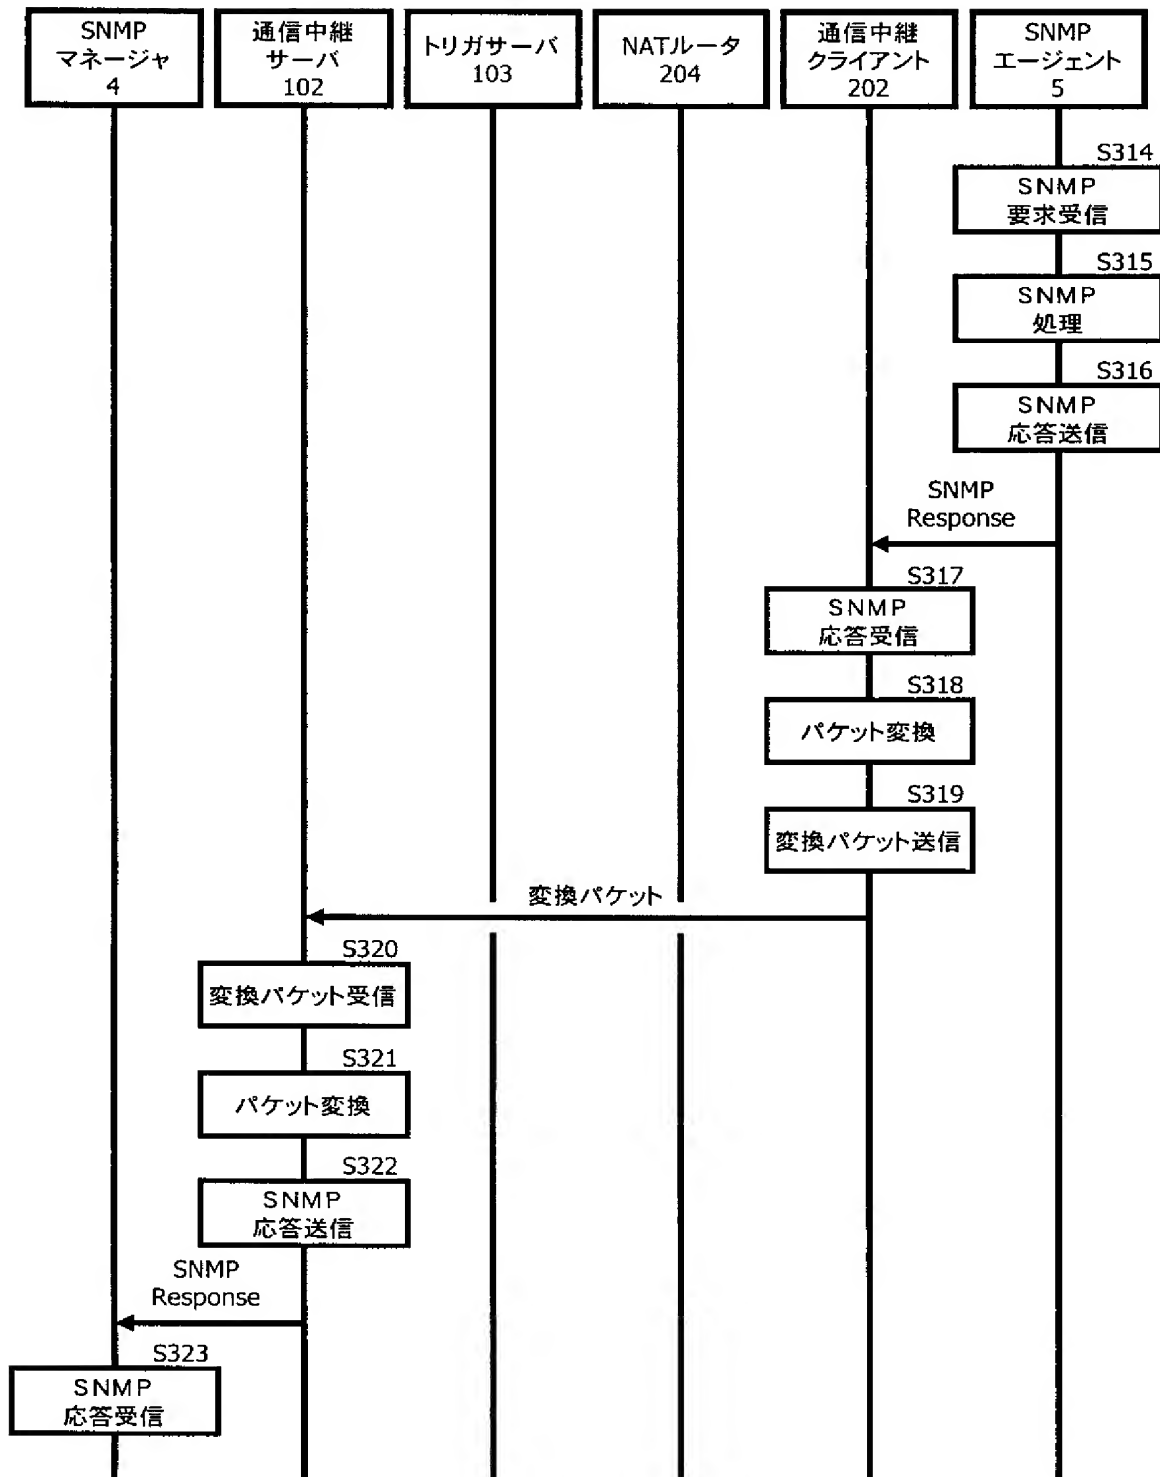 SNMP
マネージャ
4
通信中継
サーバ
102
トリガサーバ
103
NATルータ
204
通信中継
クライアント
202
SNMP
エージェント
5
S314
SNMP
要求受信
S315
SNMP
処理
S316
SNMP
応答送信
SNMP
Response
S317
SNMP
応答受信
S318
パケット変換
S319
変換パケット送信
変換パケット
S320
変換パケット受信
S321
パケット変換
S322
SNMP
応答送信
SNMP
Response
S323
SNMP
応答受信